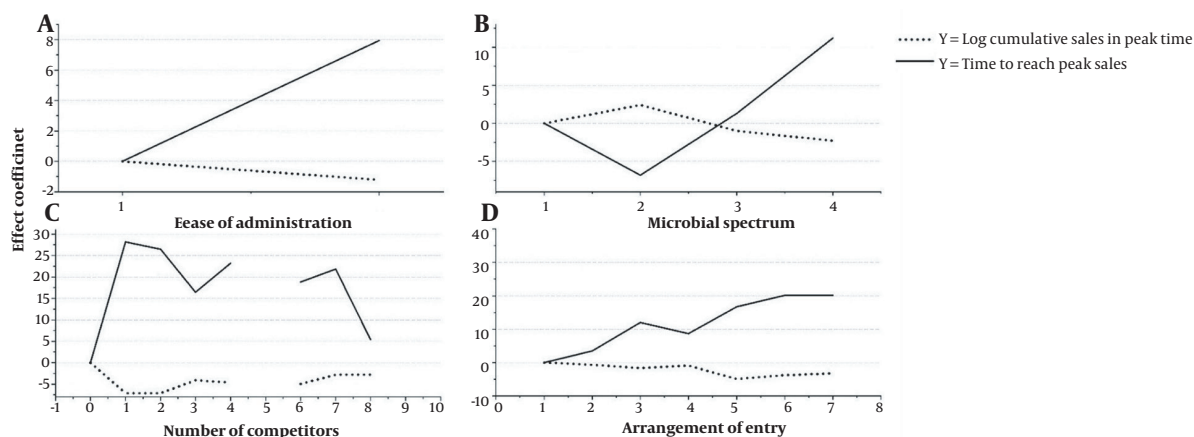 A
8
6
4
2
0
-2
1
Eease of administration
B
10
5
0
-5
1 2 3 4
Microbial spectrum
Y = Log cumulative sales in peak time
Y = Time to reach peak sales
Effect coefficinet
C
30
25
20
15
10
5
0
-5
-1 0 1 2 3 4 5 6 7 8 9 10
Number of competitors
D
40
30
20
10
0
-10
0 1 2 3 4 5 6 7 8
Arrangement of entry